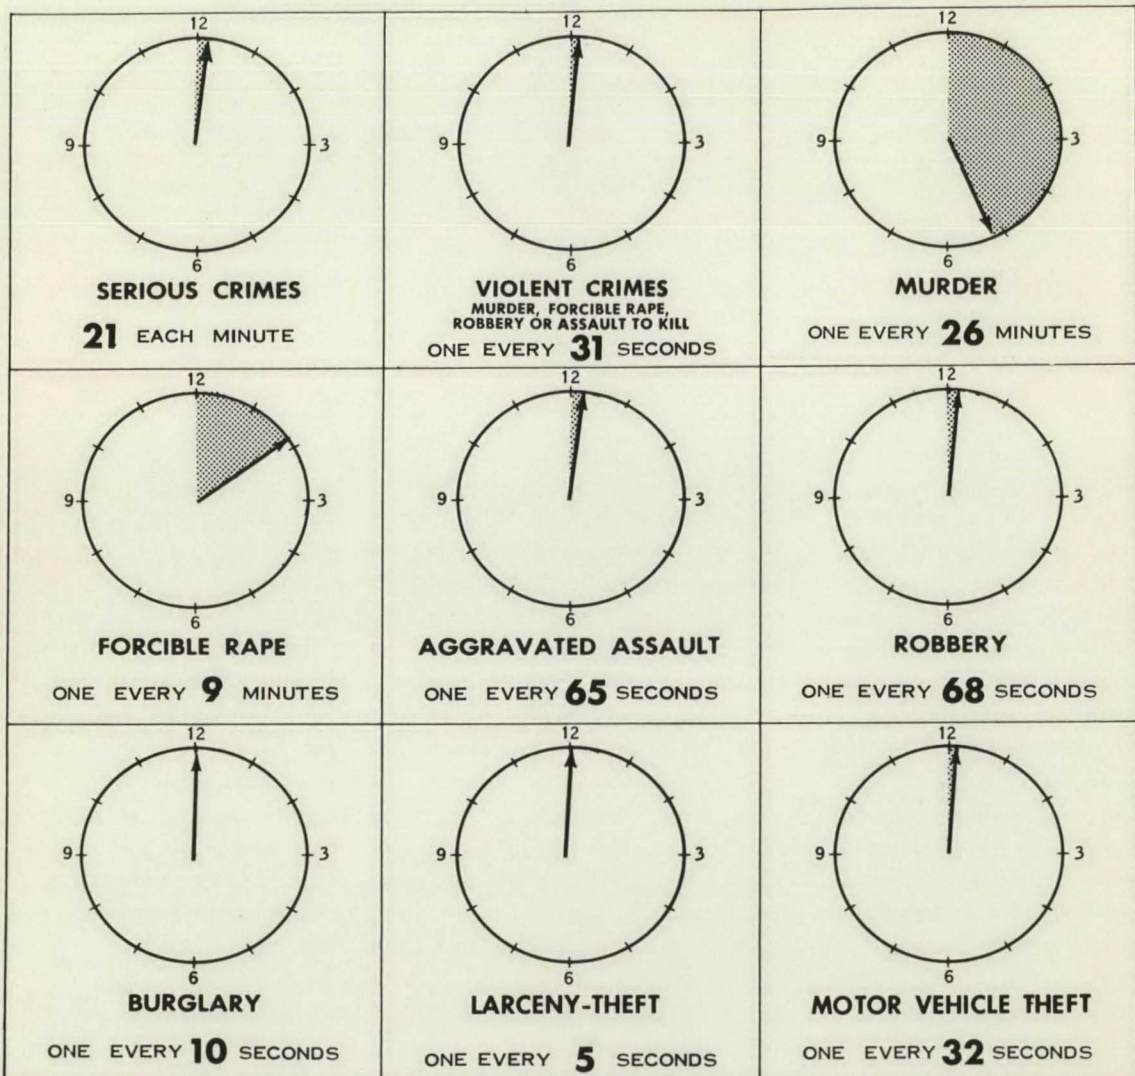 12
9
3
6
SERIOUS CRIMES
21 EACH MINUTE
12
9
3
6
VIOLENT CRIMES
MURDER, FORCIBLE RAPE,
ROBBERY OR ASSAULT TO KILL
ONE EVERY 31 SECONDS
12
9
3
6
MURDER
ONE EVERY 26 MINUTES
12
9
3
6
FORCIBLE RAPE
ONE EVERY 9 MINUTES
12
9
3
6
AGGRAVATED ASSAULT
ONE EVERY 65 SECONDS
12
9
3
6
ROBBERY
ONE EVERY 68 SECONDS
12
9
3
6
BURGLARY
ONE EVERY 10 SECONDS
12
9
3
6
LARCENY-THEFT
ONE EVERY 5 SECONDS
12
9
3
6
MOTOR VEHICLE THEFT
ONE EVERY 32 SECONDS